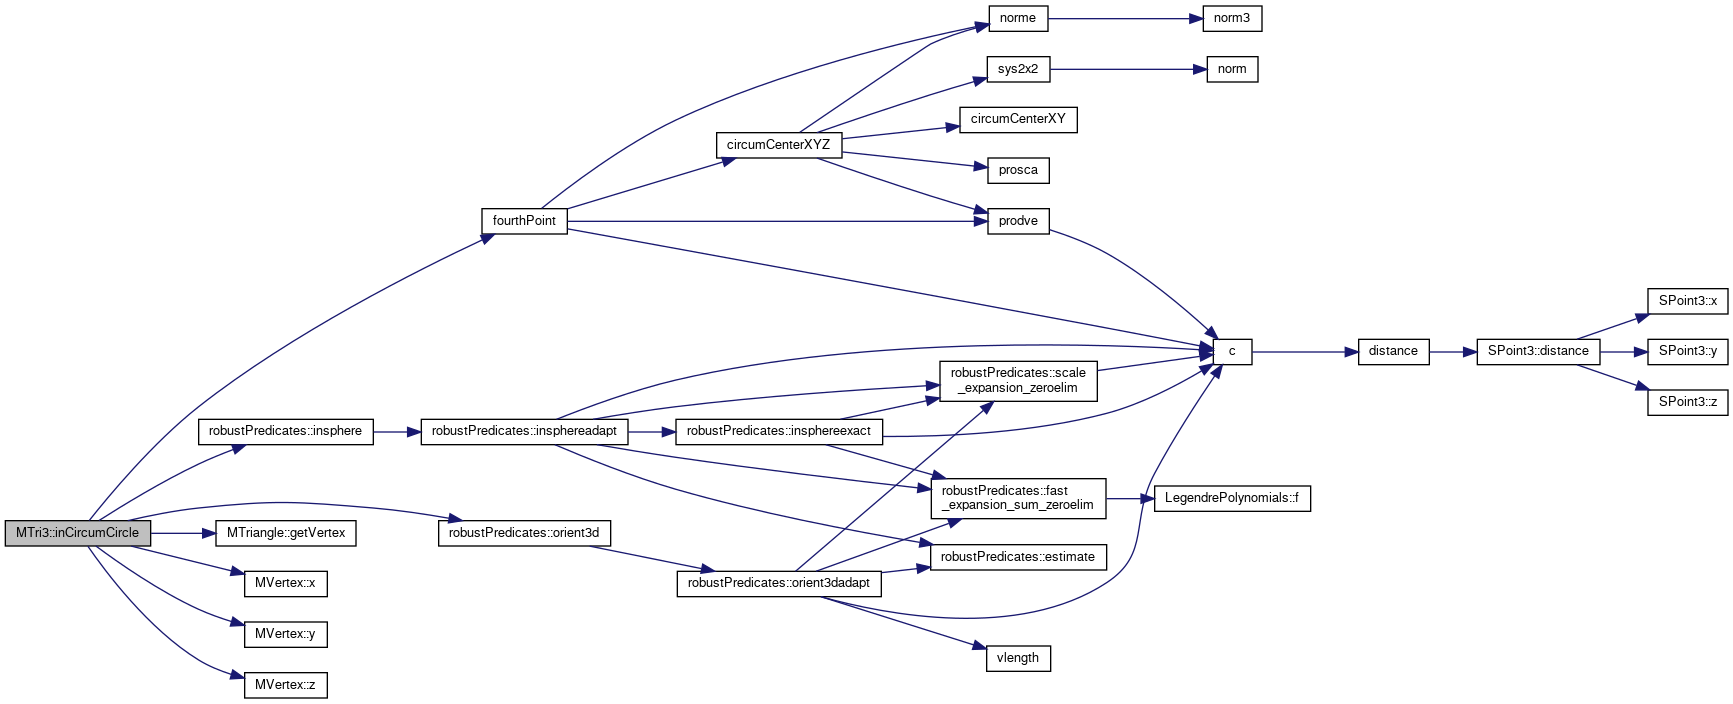 norme
norm3
sys2x2
norm
circumCenterXY
circumCenterXYZ
prosca
fourthPoint
prodve
SPoint3::x
c
distance
SPoint3::distance
SPoint3::y
robustPredicates::scale
_expansion_zeroelim
SPoint3::z
robustPredicates::insphere
robustPredicates::insphereadapt
robustPredicates::insphereexact
robustPredicates::fast
_expansion_sum_zeroelim
LegendrePolynomials::f
MTri3::inCircumCircle
MTriangle::getVertex
robustPredicates::orient3d
robustPredicates::estimate
MVertex::x
robustPredicates::orient3dadapt
MVertex::y
vlength
MVertex::z